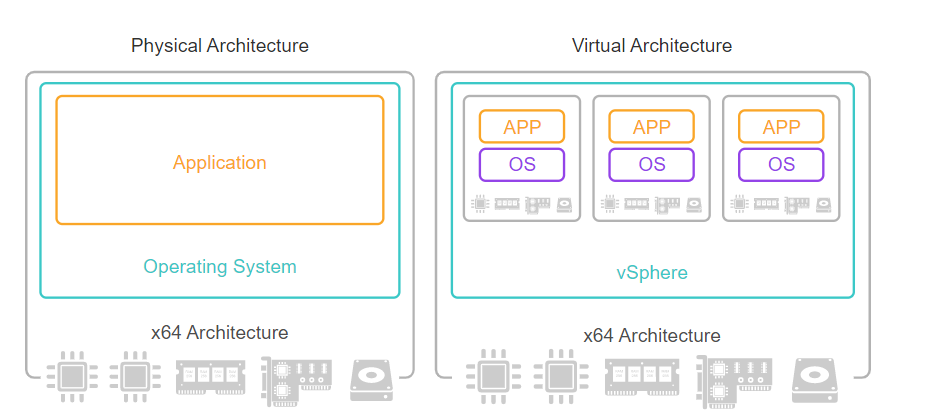 Physical Architecture
Application
Operating System
x64 Architecture
Virtual Architecture
APP
OS
APP
OS
APP
OS
vSphere
x64 Architecture